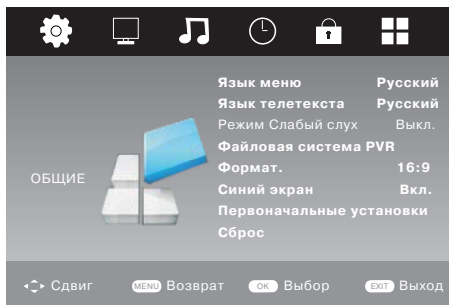 Язык меню Русский
Язык телетекста Русский
Режим Слабый слух Выкл.
Файловая система PVR
ОБЩИЕ
Формат. 16:9
Синий экран Вкл.
Первоначальные установки
Сброс
Сдвиг MENU Возврат OK Выбор EXIT Выход